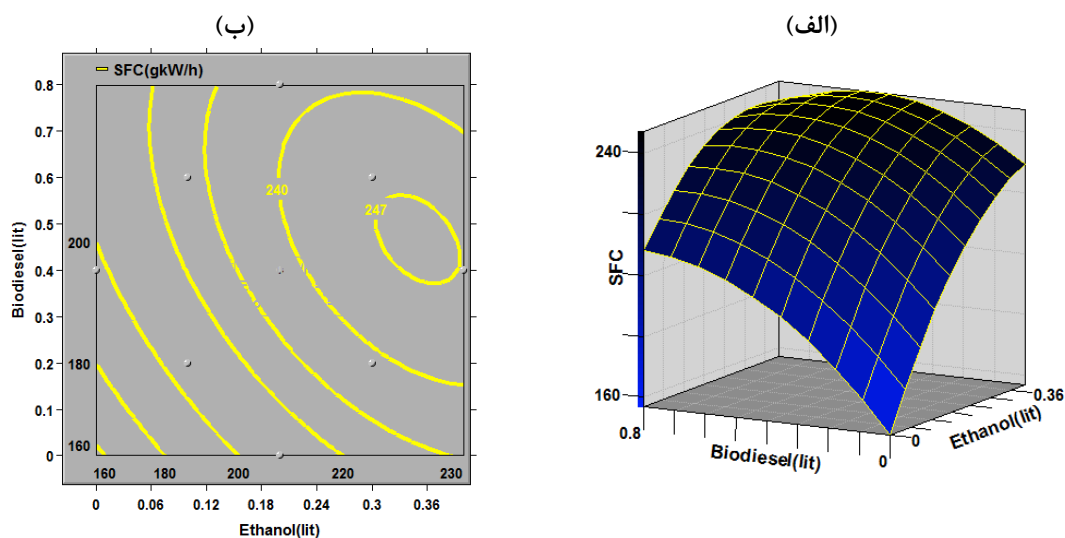 (ب)
(الف)
SFC(gkW/h)
0.8
0.7
0.6
0.5
0.4
0.3
0.2
0.1
0
Biodiesel(lit)
200
180
160
240
247
160 180 200 220 230
0 0.06 0.12 0.18 0.24 0.3 0.36
Ethanol(lit)
240
SFC
160
0.8
Biodiesel(lit)
0
0
Ethanol(lit)
0.36